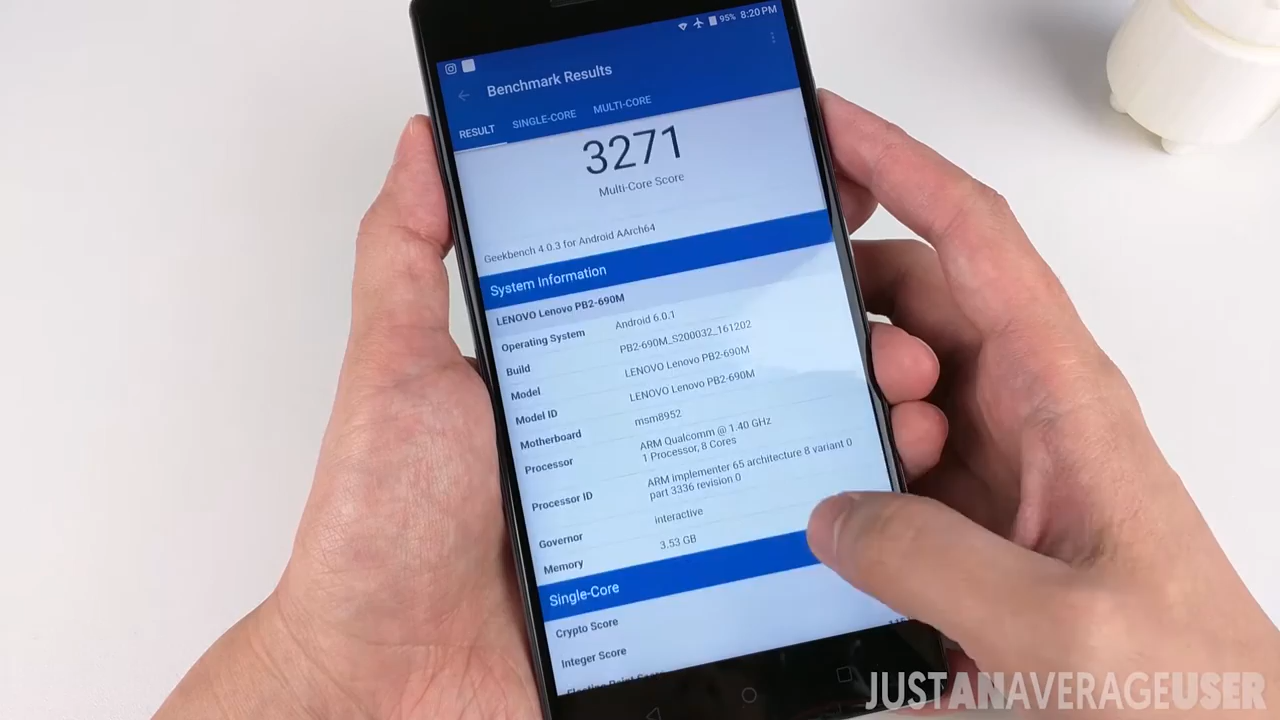 95% 8:20PM
Benchmark Results
RESULT SINGLE-CORE MULTI-CORE
3271
Multi-Core Score
Geekbench 4.0.3 for Android AArch64
System Information
LENOVO Lenovo PB2-690M
Operating System Android 6.0.1
Build PB2-690M_S200032_161202
Model LENOVO Lenovo PB2-690M
Model ID LENOVO Lenovo PB2-690M
Motherboard msm8952
Processor ARM Qualcomm @ 1.40 GHz
1 Processor, 8 Cores
Processor ID ARM implementer 65 architecture 8 variant 0
part 3336 revision 0
Governor interactive
Memory 3.53 GB
Single-Core
Crypto Score
Integer Score
JUSTANAVERAGEUSER